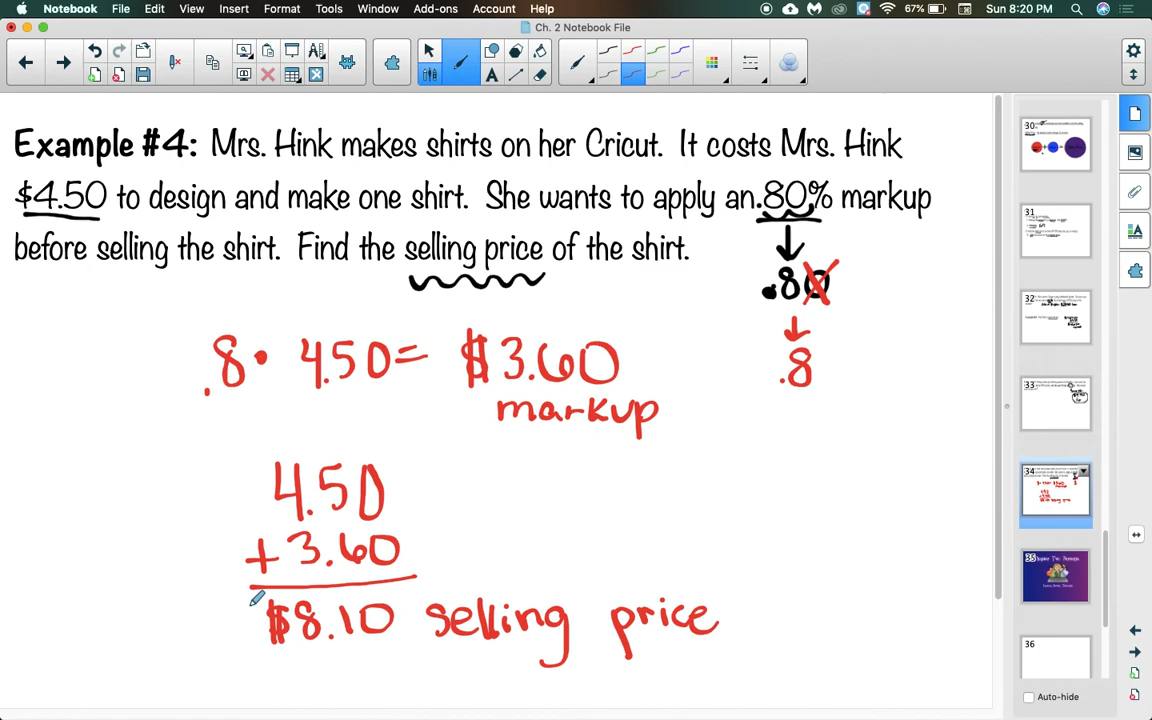 Notebook File Edit View Insert Format Tools Window Add-ons Account Help 67% Sun 8:20 PM
Ch. 2 Notebook File
Example #4: Mrs. Hink makes shirts on her Cricut. It costs Mrs. Hink
$4.50 to design and make one shirt. She wants to apply an .80% markup
before selling the shirt. Find the selling price of the shirt.
.80
.8 • 4.50 = $3.60
.8
markup
4.50
+ 3.60
$8.10 selling price
30.
31
32
33
34
35
36
Auto-hide